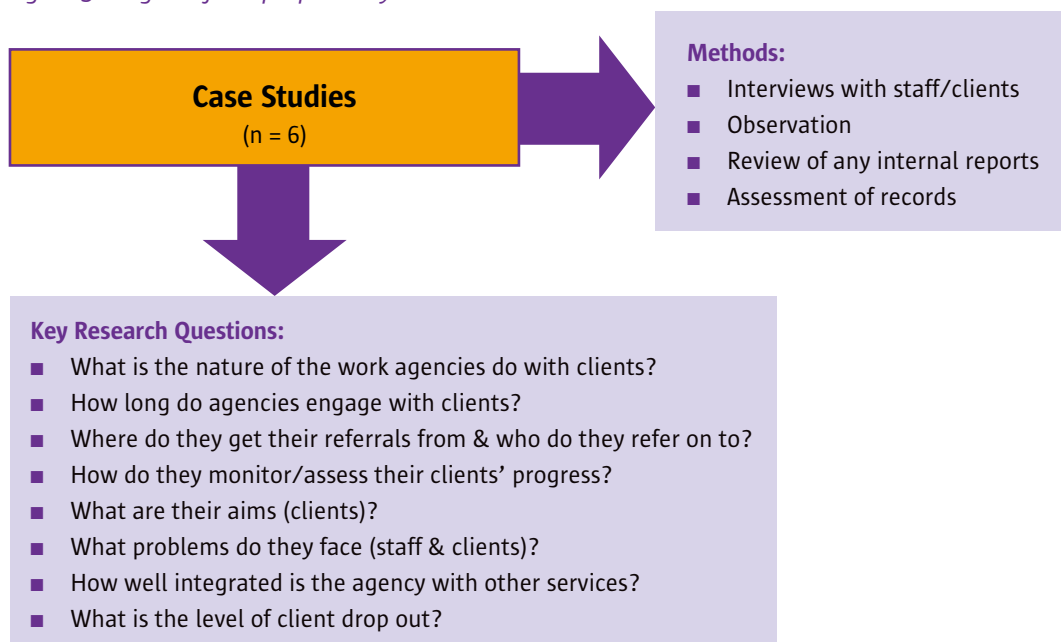 Case Studies
(n = 6)
Methods:
■ Interviews with staff/clients
■ Observation
■ Review of any internal reports
■ Assessment of records
Key Research Questions:
■ What is the nature of the work agencies do with clients?
■ How long do agencies engage with clients?
■ Where do they get their referrals from & who do they refer on to?
■ How do they monitor/assess their clients’ progress?
■ What are their aims (clients)?
■ What problems do they face (staff & clients)?
■ How well integrated is the agency with other services?
■ What is the level of client drop out?